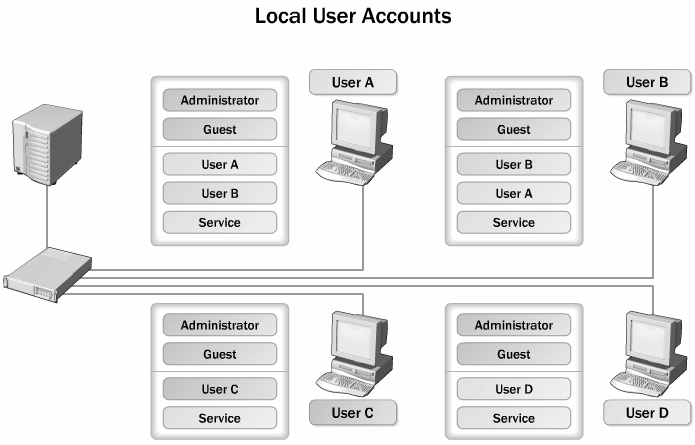 Local User Accounts
User A
Administrator
Guest
User A
User B
Service
User B
Administrator
Guest
User B
User A
Service
Administrator
Guest
User C
Service
User C
Administrator
Guest
User D
Service
User D